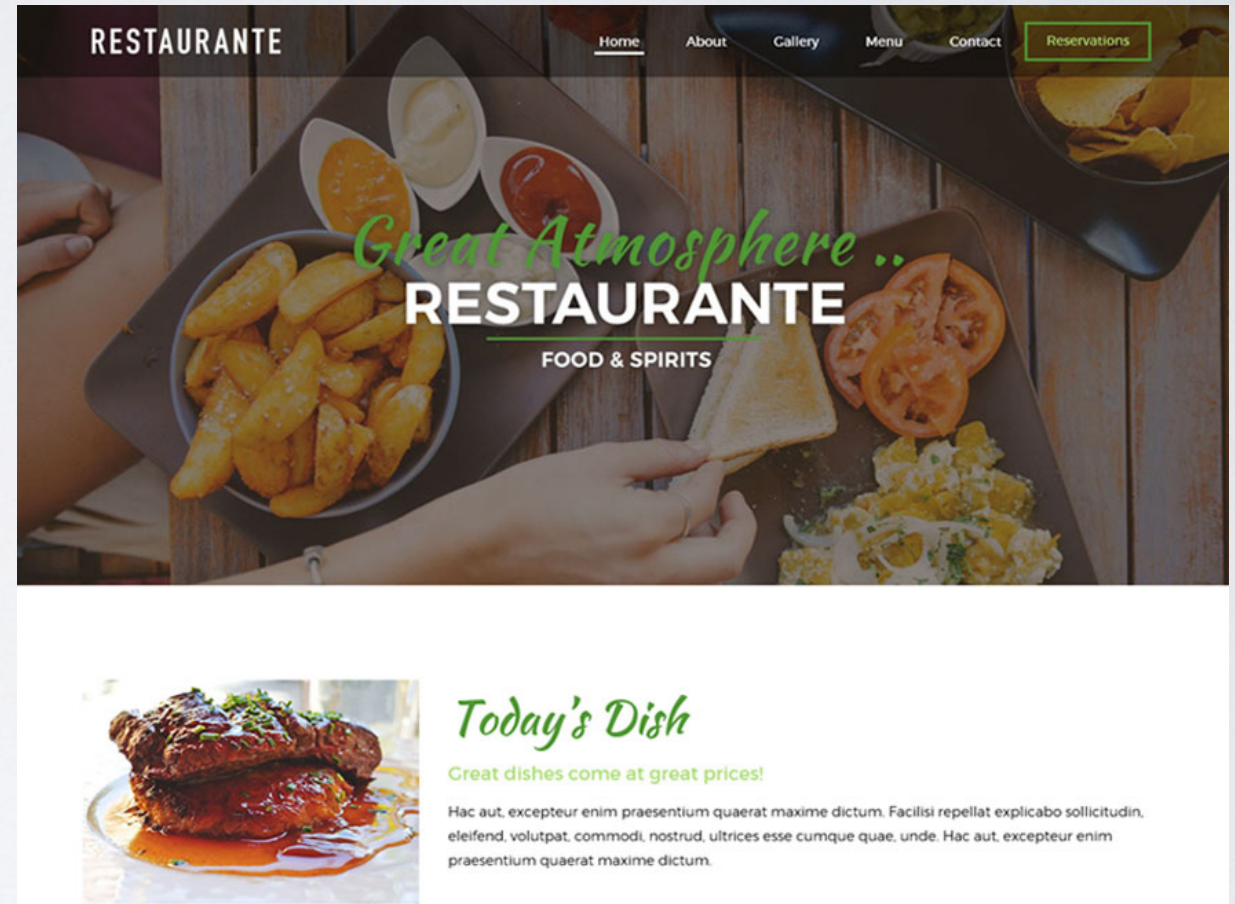 RESTAURANTE
Home About Gallery Menu Contact Reservations
Great Atmosphere ..
RESTAURANTE
FOOD & SPIRITS
Today's Dish
Great dishes come at great prices!
Hac aut, excepteur enim praesentium quaerat maxime dictum. Facilisi repellat explicabo sollicitudin,
eleifend, volutpat, commodi, nostrud, ultrices esse cumque quae, unde. Hac aut, excepteur enim
praesentium quaerat maxime dictum.